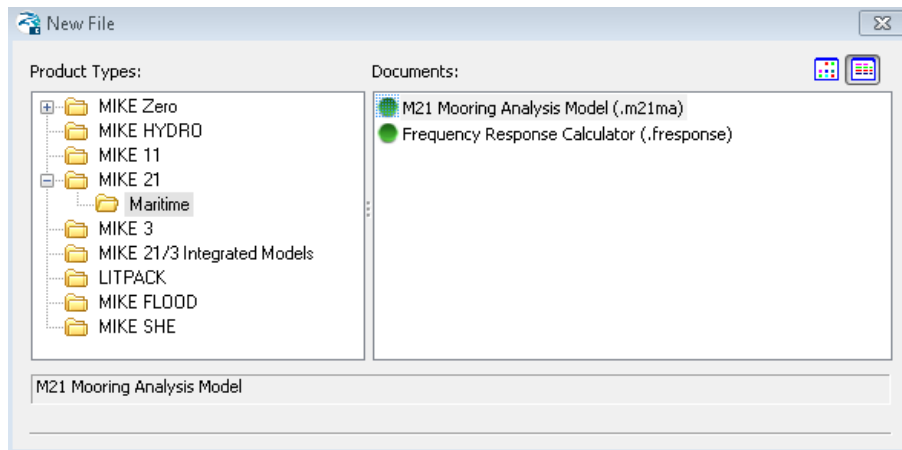 New File
Product Types:
Documents:
MIKE Zero
MIKE HYDRO
MIKE 11
MIKE 21
Maritime
MIKE 3
MIKE 21/3 Integrated Models
LITPACK
MIKE FLOOD
MIKE SHE
M21 Mooring Analysis Model (.m21ma)
Frequency Response Calculator (.fresponse)
M21 Mooring Analysis Model